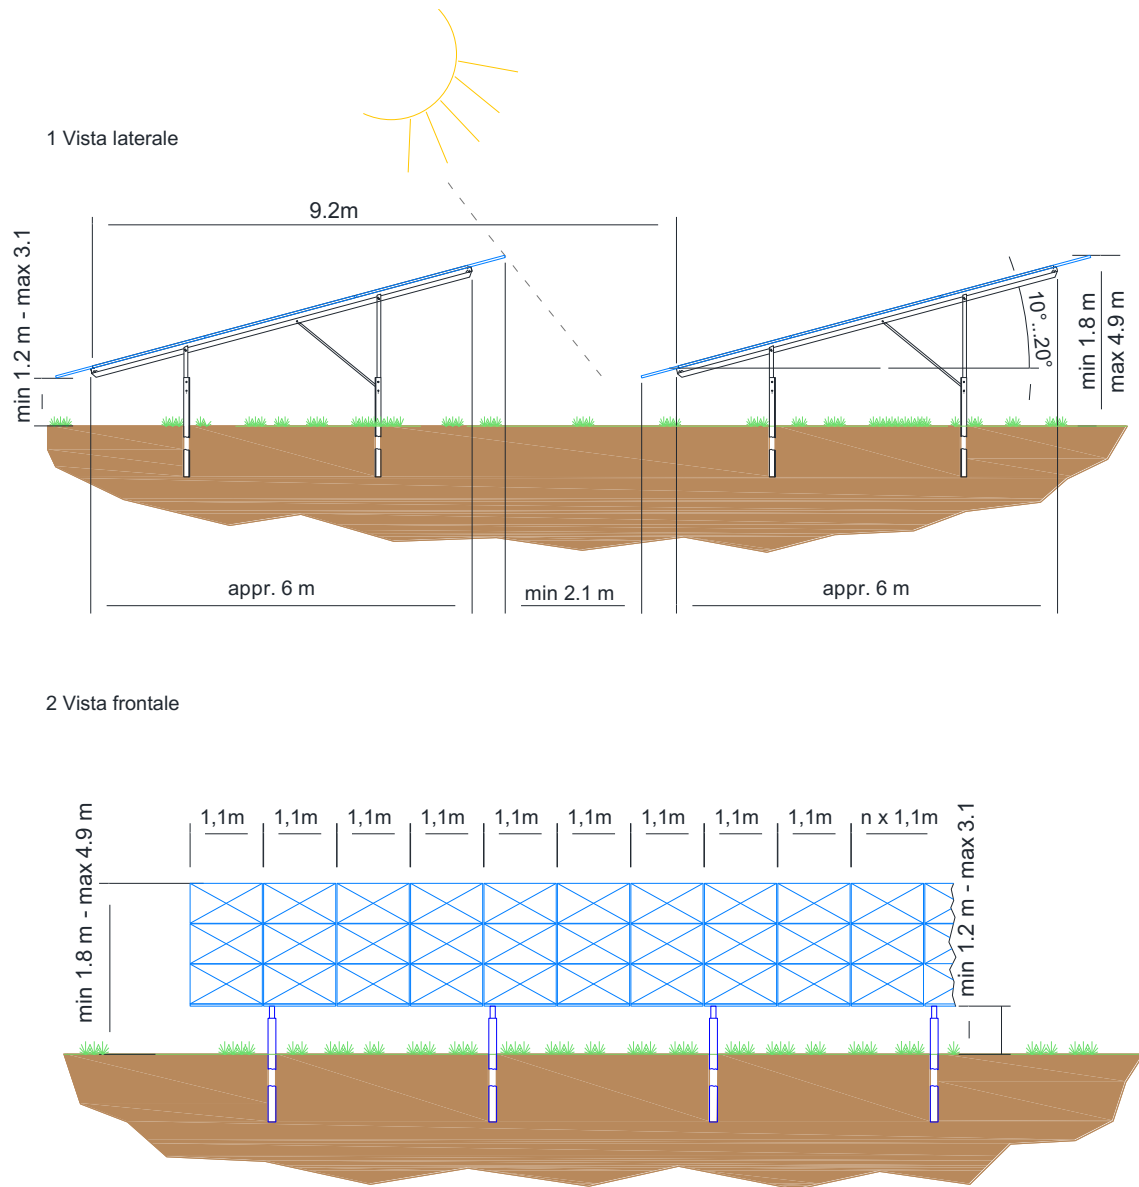 1 Vista laterale
9.2m
min 1.2 m - max 3.1
10°...20°
min 1.8 m
max 4.9 m
appr. 6 m
min 2.1 m
appr. 6 m
2 Vista frontale
1,1m
1,1m
1,1m
1,1m
1,1m
1,1m
1,1m
1,1m
1,1m
n x 1,1m
min 1.8 m - max 4.9 m
min 1.2 m - max 3.1